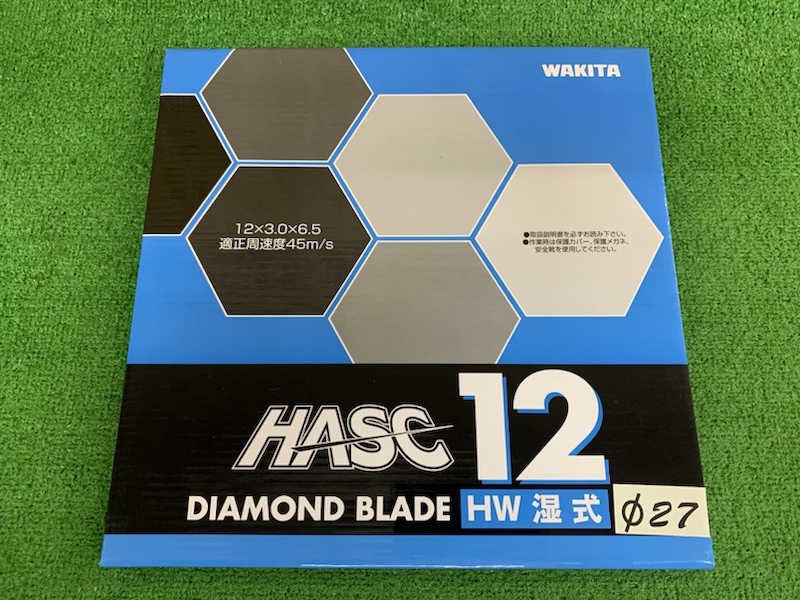 WAKITA
12×3.0×6.5
適正周速度45m/s
●取扱説明書を必ずお読み下さい。
●作業時は保護カバー、保護メガネ、
安全靴を使用してください。
HASC 12
DIAMOND BLADE HW 湿式 φ27